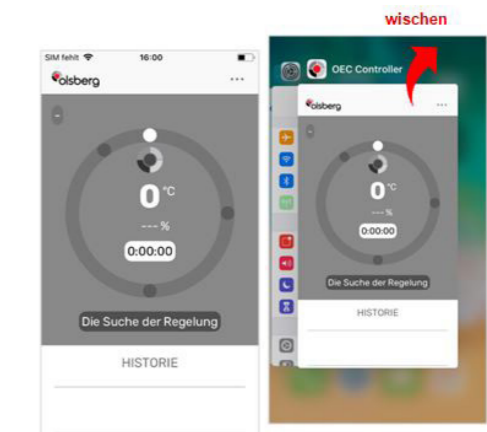 wischen
SIM fehlt 16:00
olsberg
...
-
0 °C
--- %
0:00:00
Die Suche der Regelung
HISTORIE
OEC Controller
olsberg
...
-
0 °C
--- %
0:00:00
Die Suche der Regelung
HISTORIE